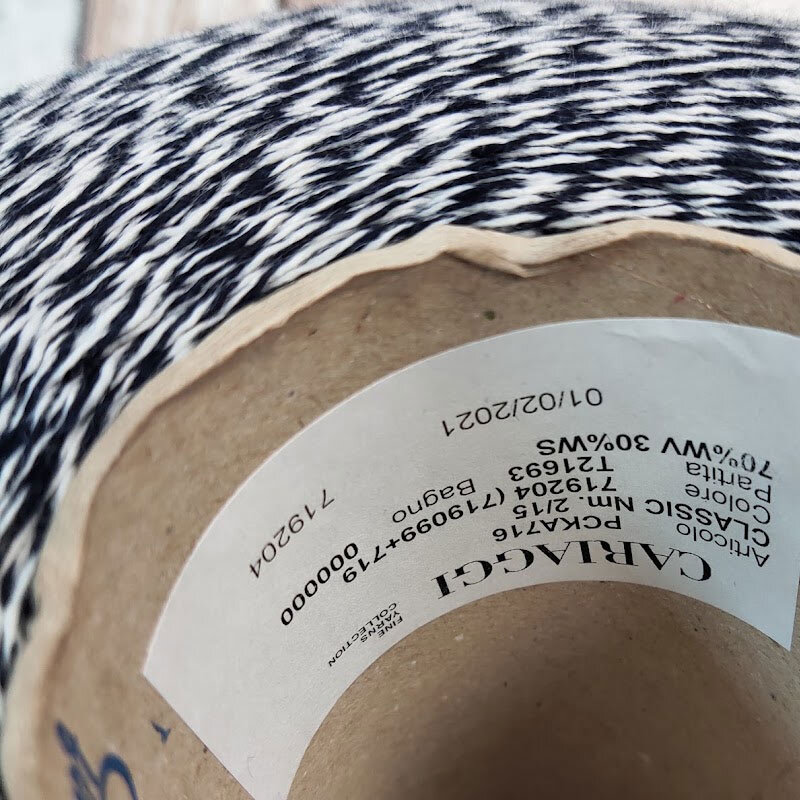 CARIAGGI
FINE
YARNS
COLLECTION
Articolo PCKA716
CLASSIC Nm. 2/15
Colore 719204 (719099+719
Partita T21693 Bagno 000000
70%WV 30%WS
719204
01/02/2021